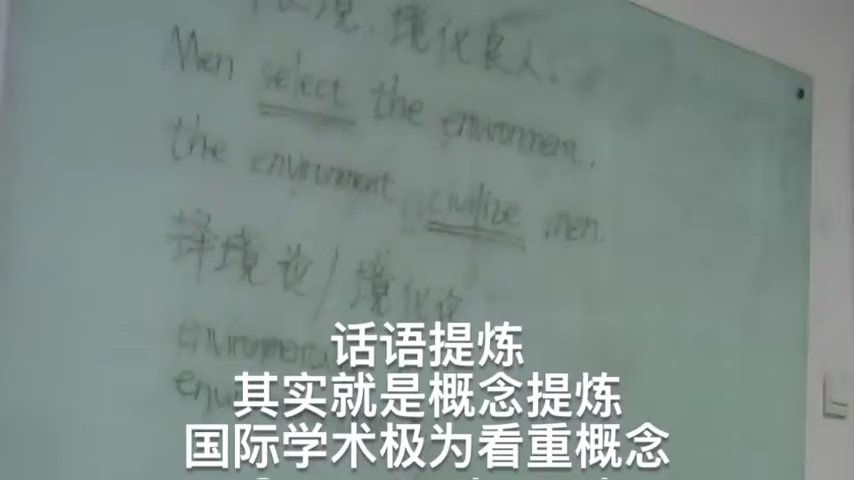 境化良人。
Men select the environment.
the environment civilize men.
择境论/境化论
environmental
话语提炼
其实就是概念提炼
国际学术极为看重概念